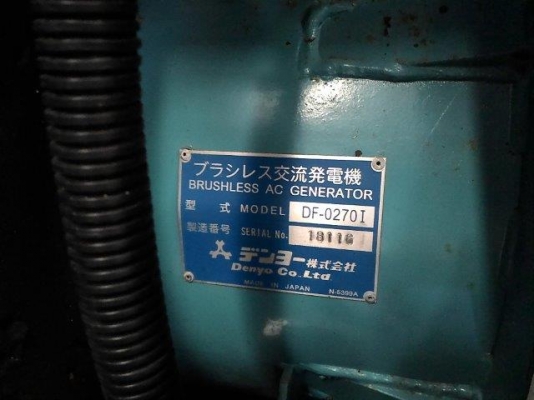 ブラシレス交流発電機
BRUSHLESS AC GENERATOR
型 式 MODEL DF-0270I
製造番号 SERIAL No.
デンヨー株式会社
Denyo Co.Ltd
MADE IN JAPAN N-5399A